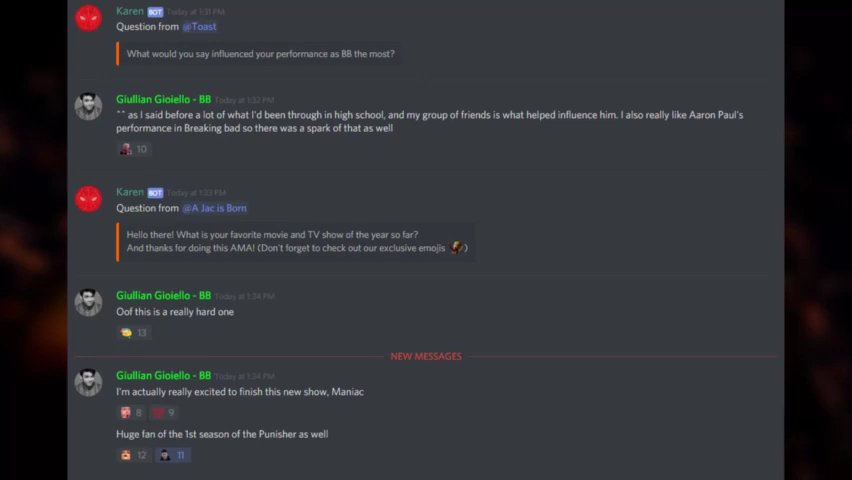 Karen BOT Today at 1:31 PM
Question from @Toast
What would you say influenced your performance as BB the most?
Giullian Gioiello - BB Today at 1:32 PM
^^ as I said before a lot of what I'd been through in high school, and my group of friends is what helped influence him. I also really like Aaron Paul's
performance in Breaking bad so there was a spark of that as well
10
Karen BOT Today at 1:33 PM
Question from @A Jac is Born
Hello there! What is your favorite movie and TV show of the year so far?
And thanks for doing this AMA! (Don't forget to check out our exclusive emojis )
Giullian Gioiello - BB Today at 1:34 PM
Oof this is a really hard one
13
NEW MESSAGES
Giullian Gioiello - BB Today at 1:34 PM
I'm actually really excited to finish this new show, Maniac
8 9
Huge fan of the 1st season of the Punisher as well
12 11